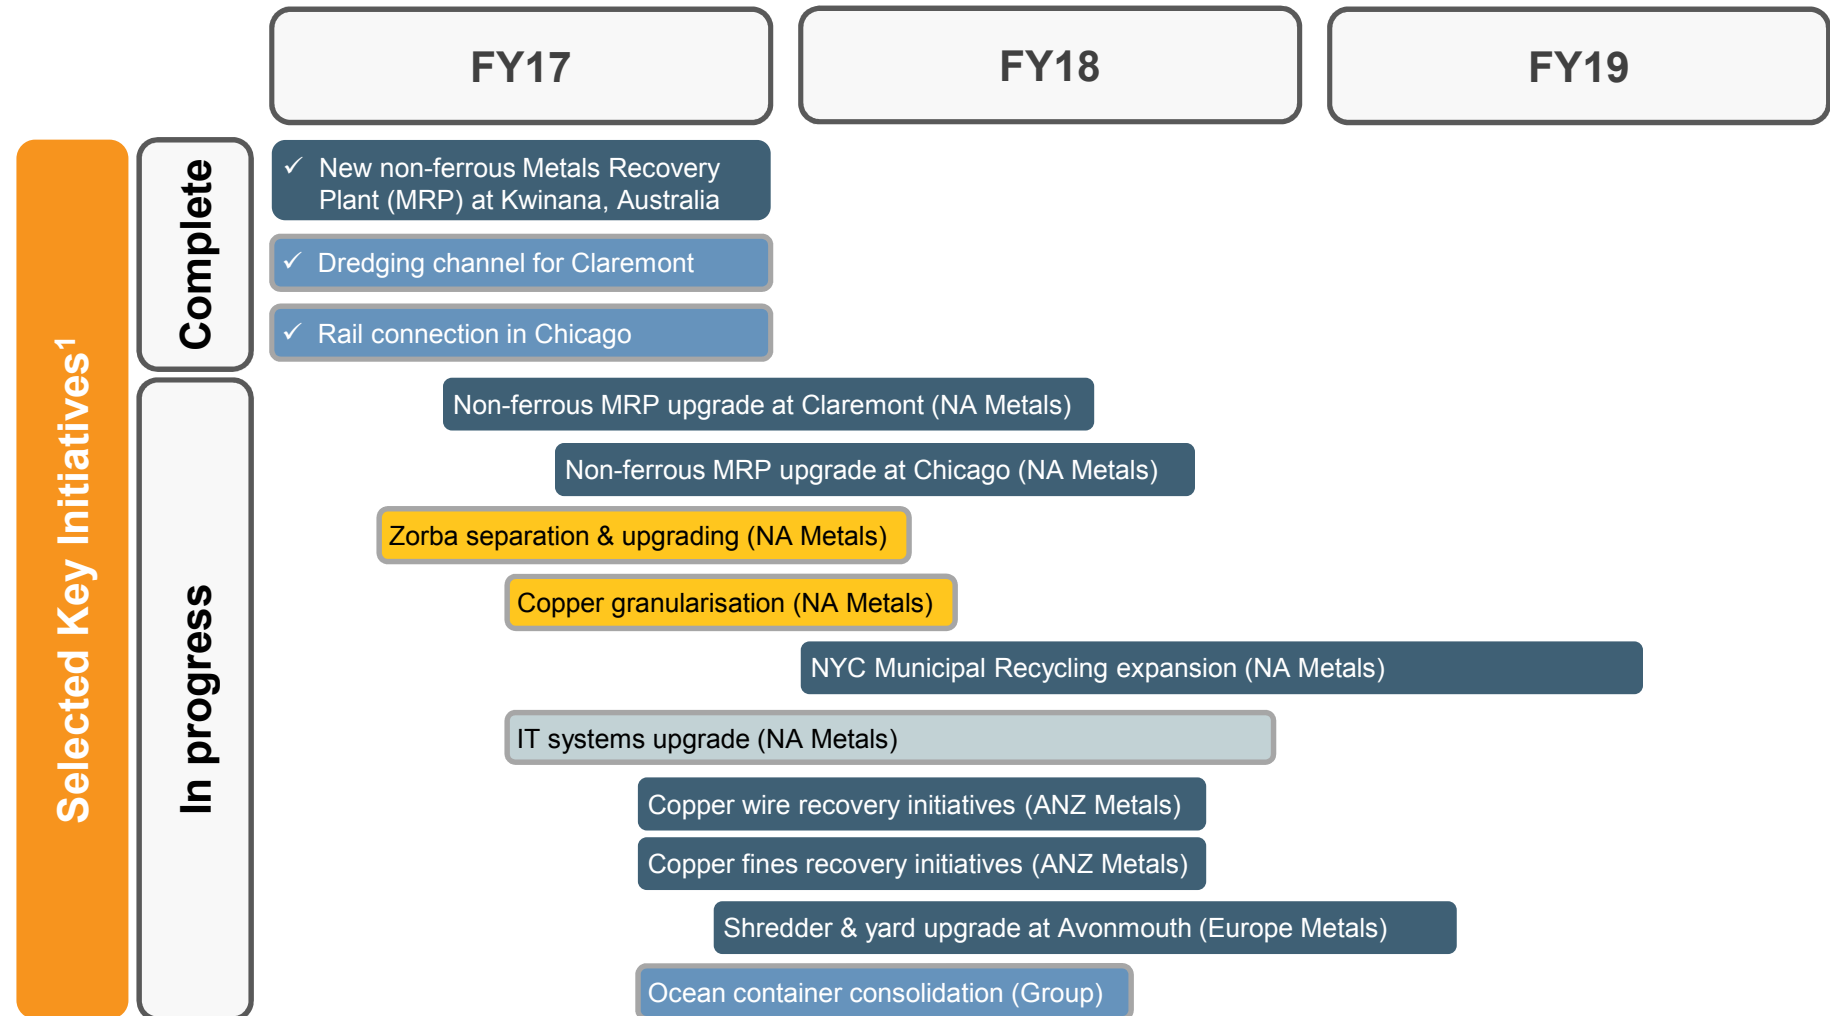 FY17
FY18
FY19
Selected Key Initiatives¹
Complete
✓ New non-ferrous Metals Recovery
Plant (MRP) at Kwinana, Australia
✓ Dredging channel for Claremont
✓ Rail connection in Chicago
In progress
Non-ferrous MRP upgrade at Claremont (NA Metals)
Non-ferrous MRP upgrade at Chicago (NA Metals)
Zorba separation & upgrading (NA Metals)
Copper granularisation (NA Metals)
NYC Municipal Recycling expansion (NA Metals)
IT systems upgrade (NA Metals)
Copper wire recovery initiatives (ANZ Metals)
Copper fines recovery initiatives (ANZ Metals)
Shredder & yard upgrade at Avonmouth (Europe Metals)
Ocean container consolidation (Group)